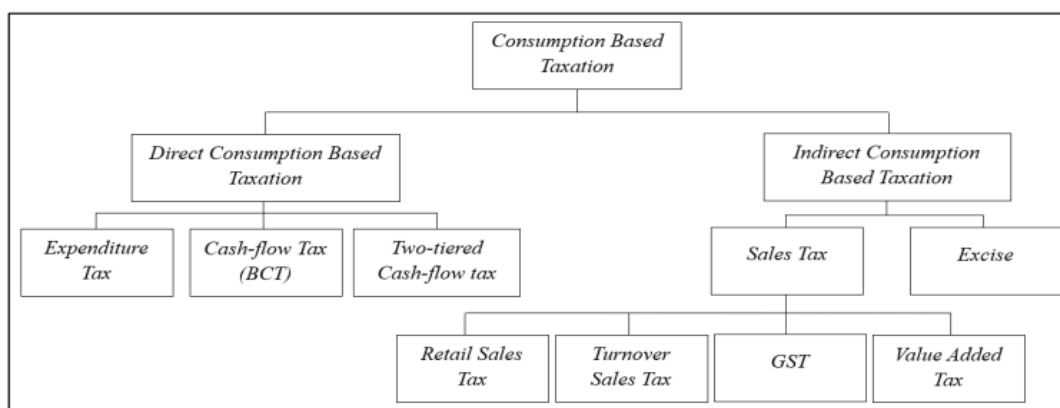 Consumption Based
Taxation
Direct Consumption Based
Taxation
Indirect Consumption
Based Taxation
Expenditure
Tax
Cash-flow Tax
(BCT)
Two-tiered
Cash-flow tax
Sales Tax
Excise
Retail Sales
Tax
Turnover
Sales Tax
GST
Value Added
Tax